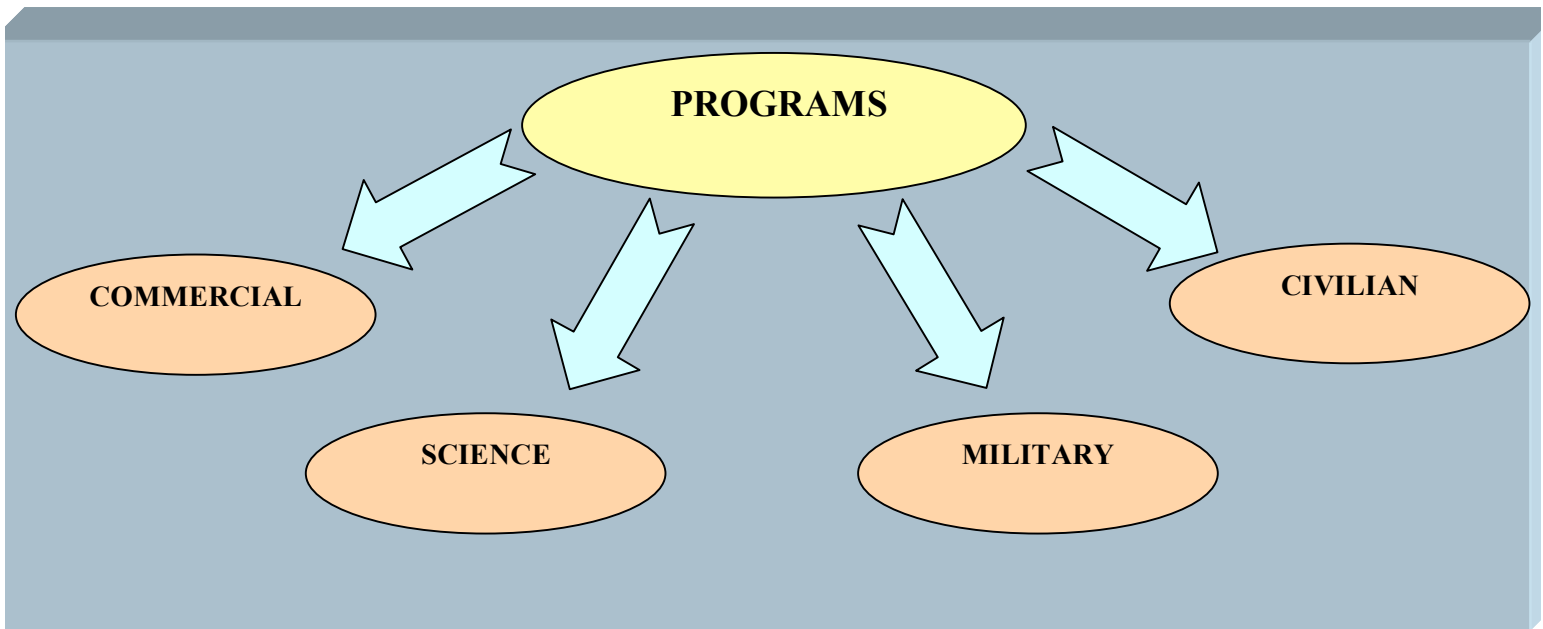 PROGRAMS
COMMERCIAL
CIVILIAN
SCIENCE
MILITARY